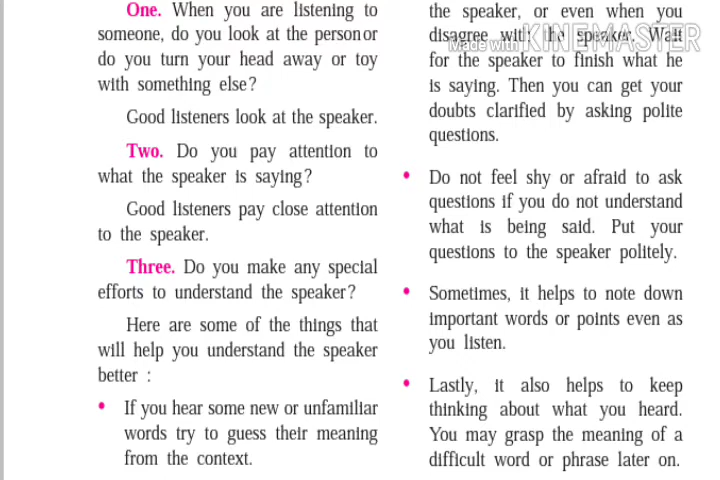 One. When you are listening to
someone, do you look at the person or
do you turn your head away or toy
with something else?
Good listeners look at the speaker.
Two. Do you pay attention to
what the speaker is saying?
Good listeners pay close attention
to the speaker.
Three. Do you make any special
efforts to understand the speaker?
Here are some of the things that
will help you understand the speaker
better :
• If you hear some new or unfamiliar
words try to guess their meaning
from the context.
the speaker, or even when you
disagree with the speaker. Wait
for the speaker to finish what he
is saying. Then you can get your
doubts clarified by asking polite
questions.
• Do not feel shy or afraid to ask
questions if you do not understand
what is being said. Put your
questions to the speaker politely.
• Sometimes, it helps to note down
important words or points even as
you listen.
• Lastly, it also helps to keep
thinking about what you heard.
You may grasp the meaning of a
difficult word or phrase later on.
Made with KINEMASTER